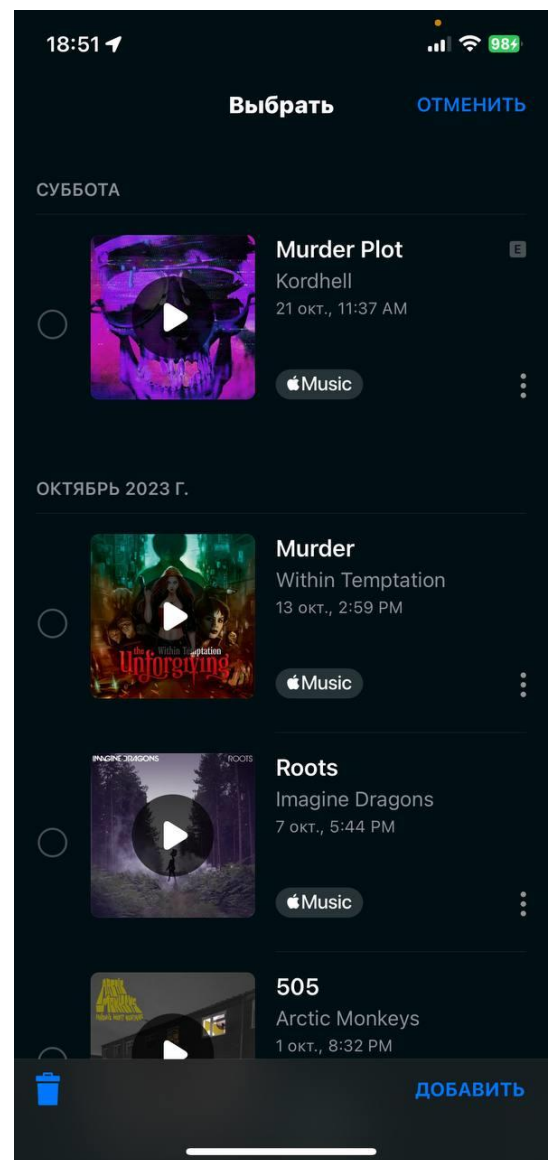 18:51
98
Выбрать
ОТМЕНИТЬ
СУББОТА
Murder Plot
E
Kordhell
21 окт., 11:37 AM
Music
ОКТЯБРЬ 2023 Г.
Murder
Within Temptation
13 окт., 2:59 PM
the Within Temptation
Unforgiving
Music
IMAGINE DRAGONS
ROOTS
Roots
Imagine Dragons
7 окт., 5:44 PM
Music
505
Arctic Monkeys
1 окт., 8:32 PM
ДОБАВИТЬ